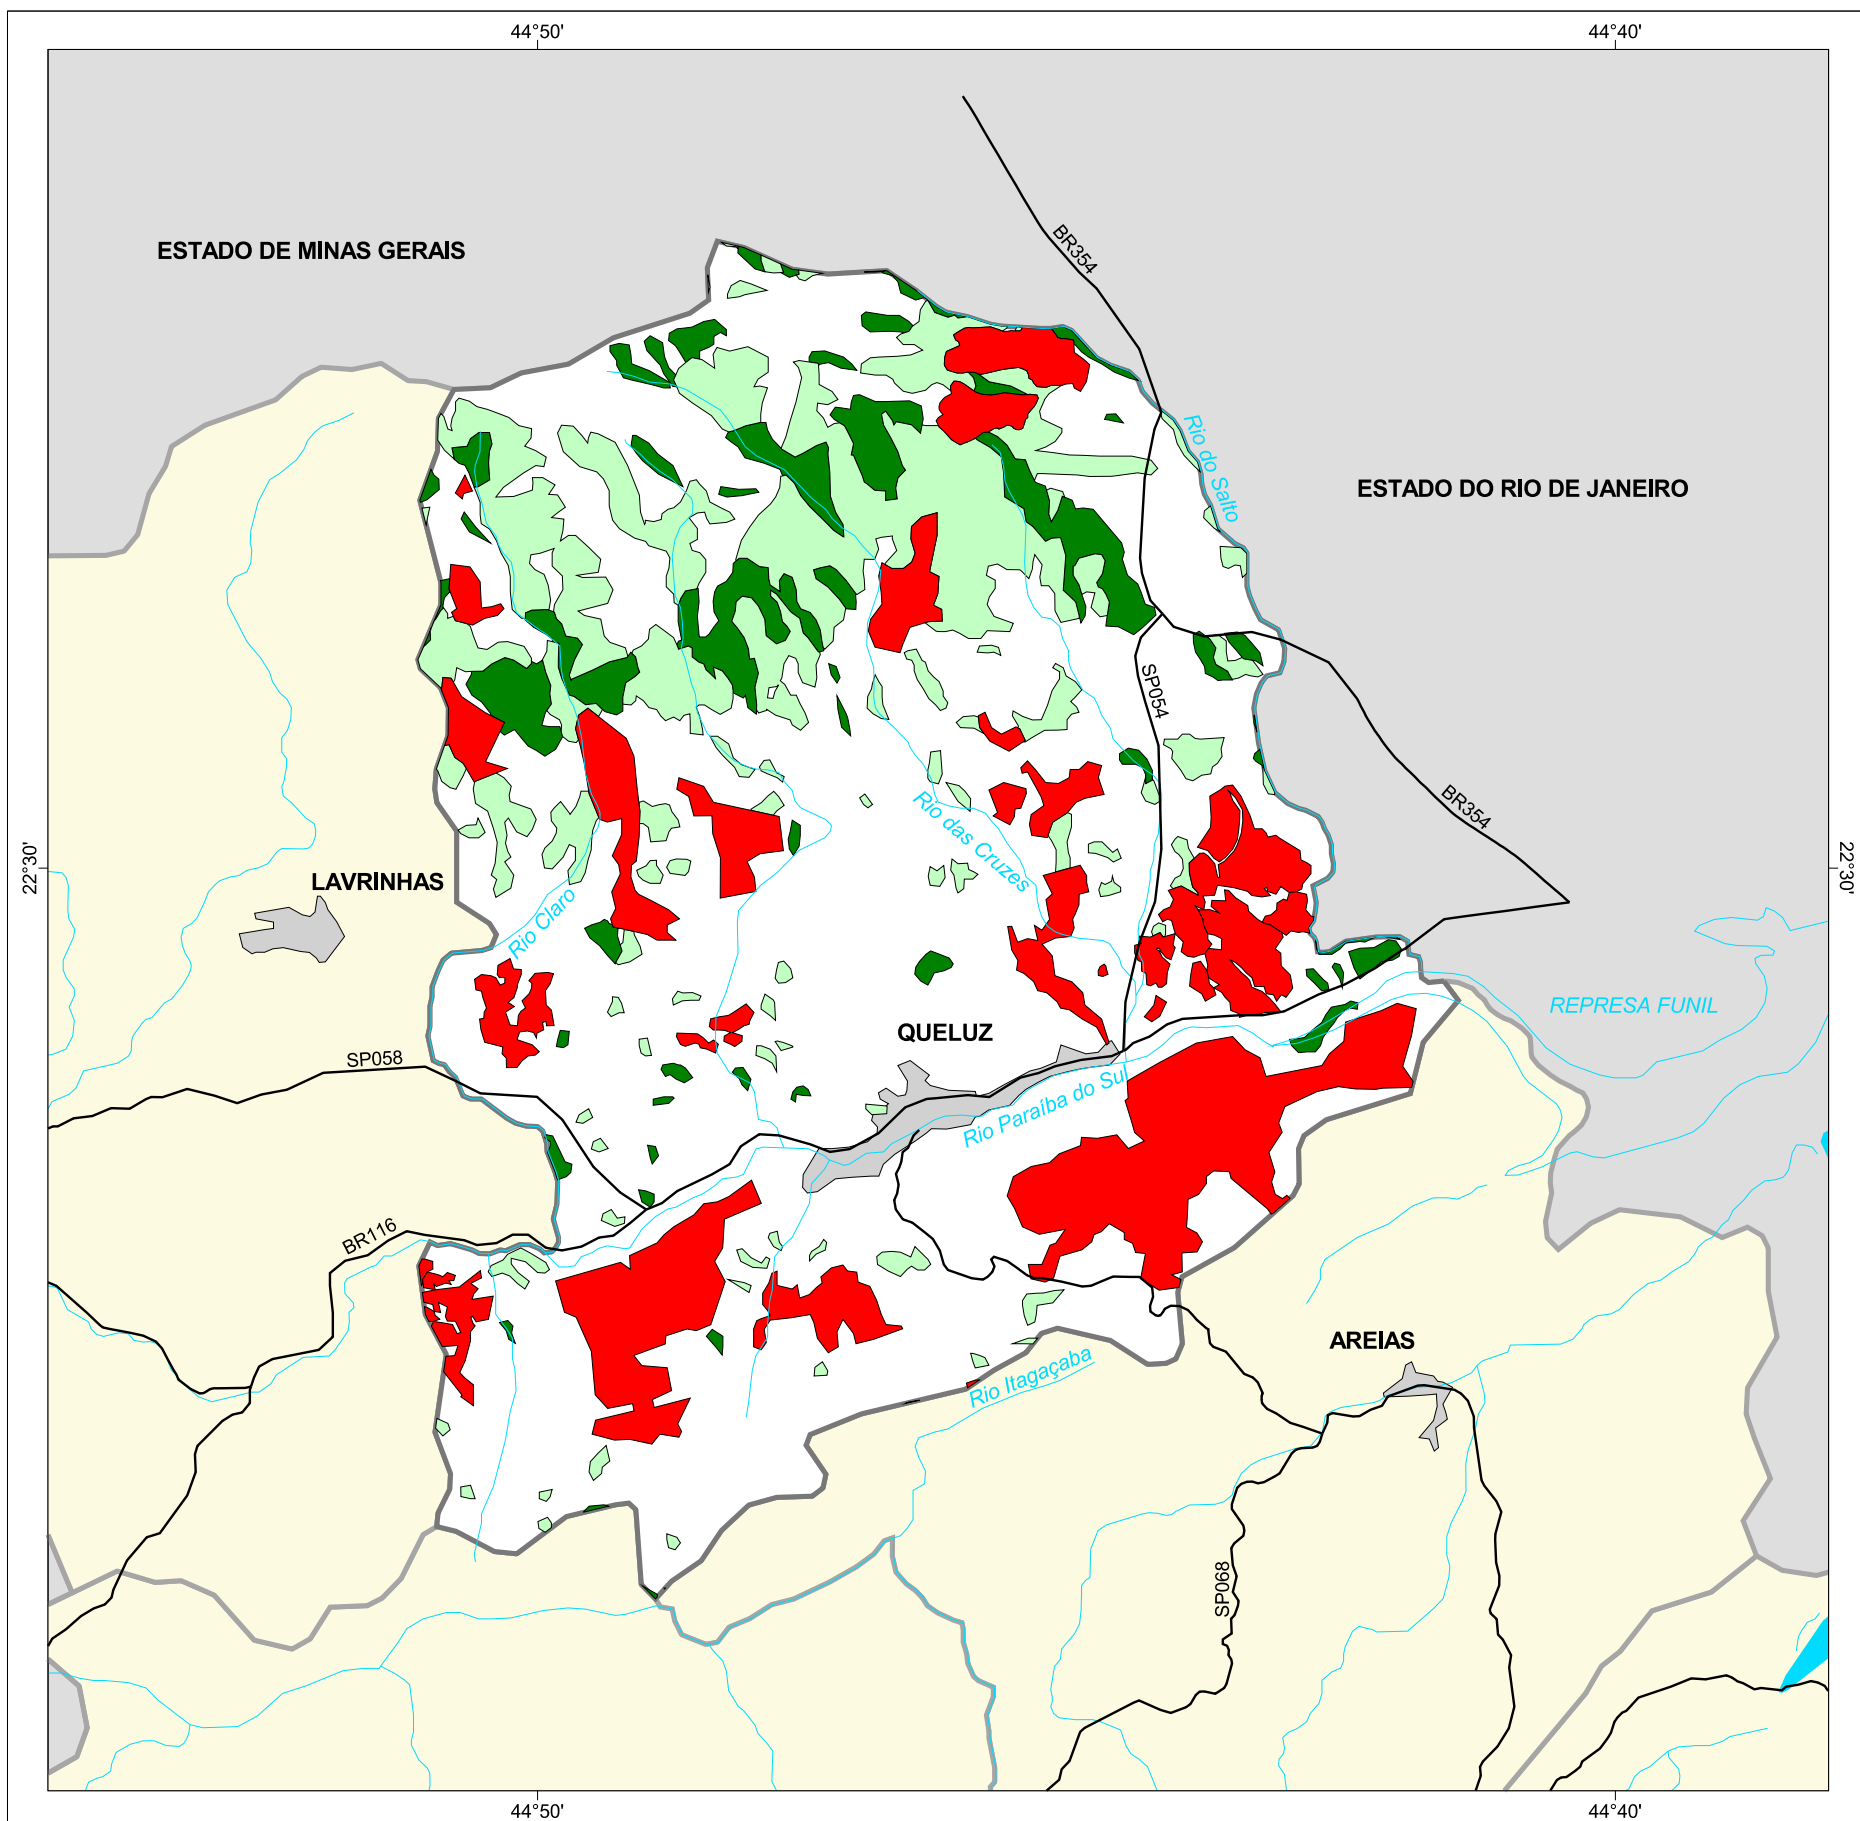 44°50'
44°40'
ESTADO DE MINAS GERAIS
BR354
Rio do Salto
ESTADO DO RIO DE JANEIRO
SP054
BR354
Rio das Cruzes
22°30'
22°30'
LAVRINHAS
Rio Claro
REPRESA FUNIL
QUELUZ
SP058
Rio Paraíba do Sul
BR116
AREIAS
Rio Itagaçaba
SP068
44°50'
44°40'